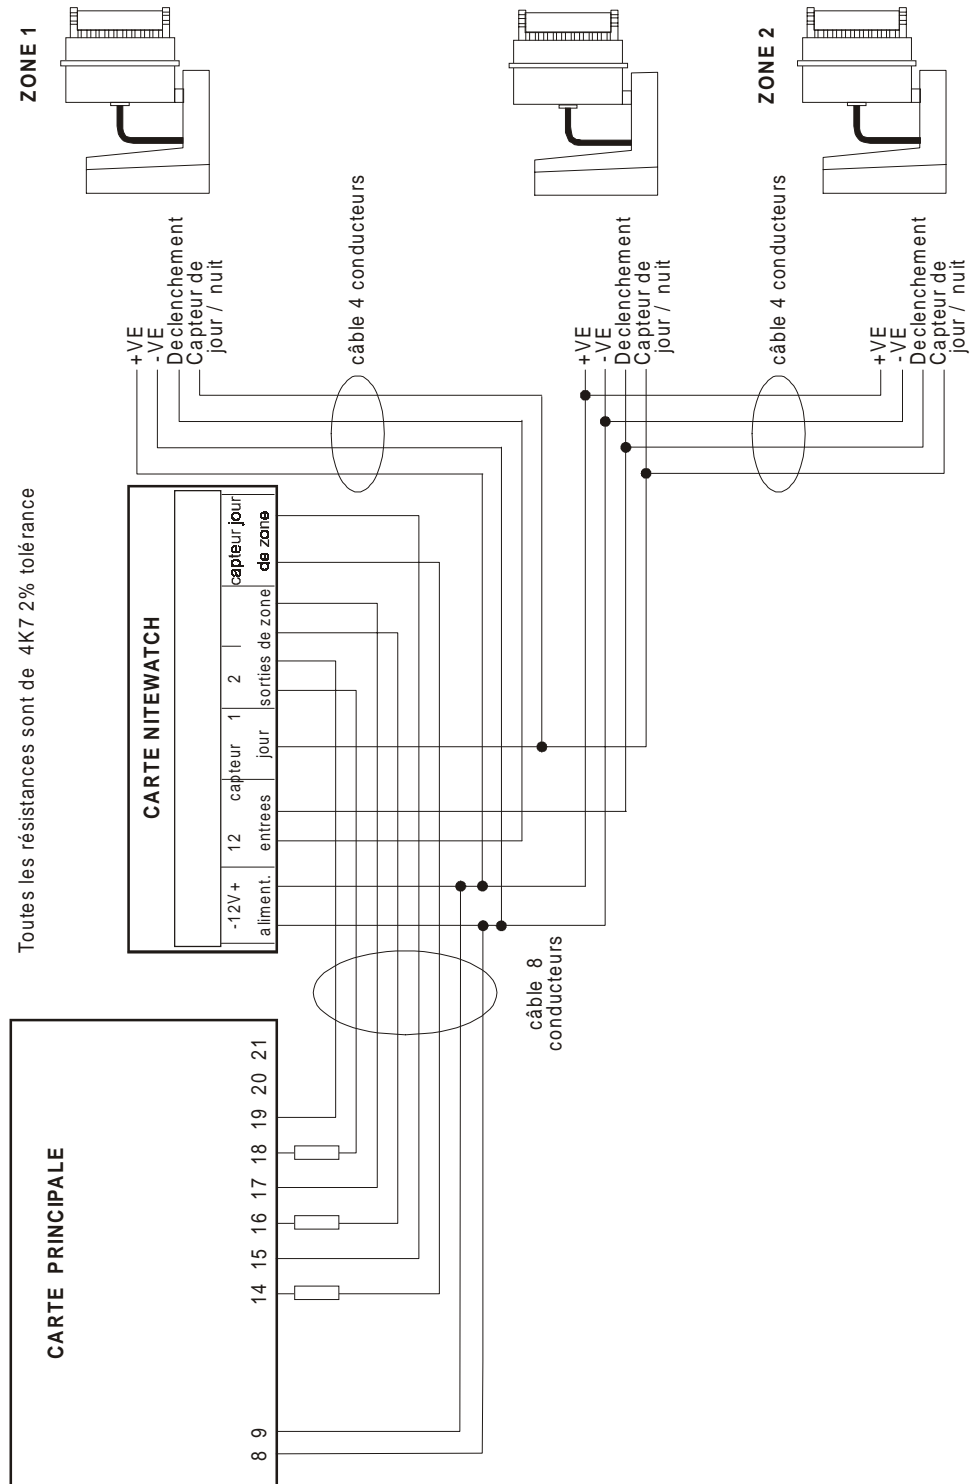 Toutes les résistances sont de 4K7 2% tolérance
ZONE 1
ZONE 2
+VE
-VE
Declenchement
Capteur de
jour / nuit
câble 4 conducteurs
+VE
-VE
Declenchement
Capteur de
jour / nuit
câble 4 conducteurs
+VE
-VE
Declenchement
Capteur de
jour / nuit
CARTE NITEWATCH
-12V+ 12 capteur 1 2 capteur jour
aliment. entrees jour sorties de zone de zone
câble 8
conducteurs
CARTE PRINCIPALE
8 9 14 15 16 17 18 19 20 21